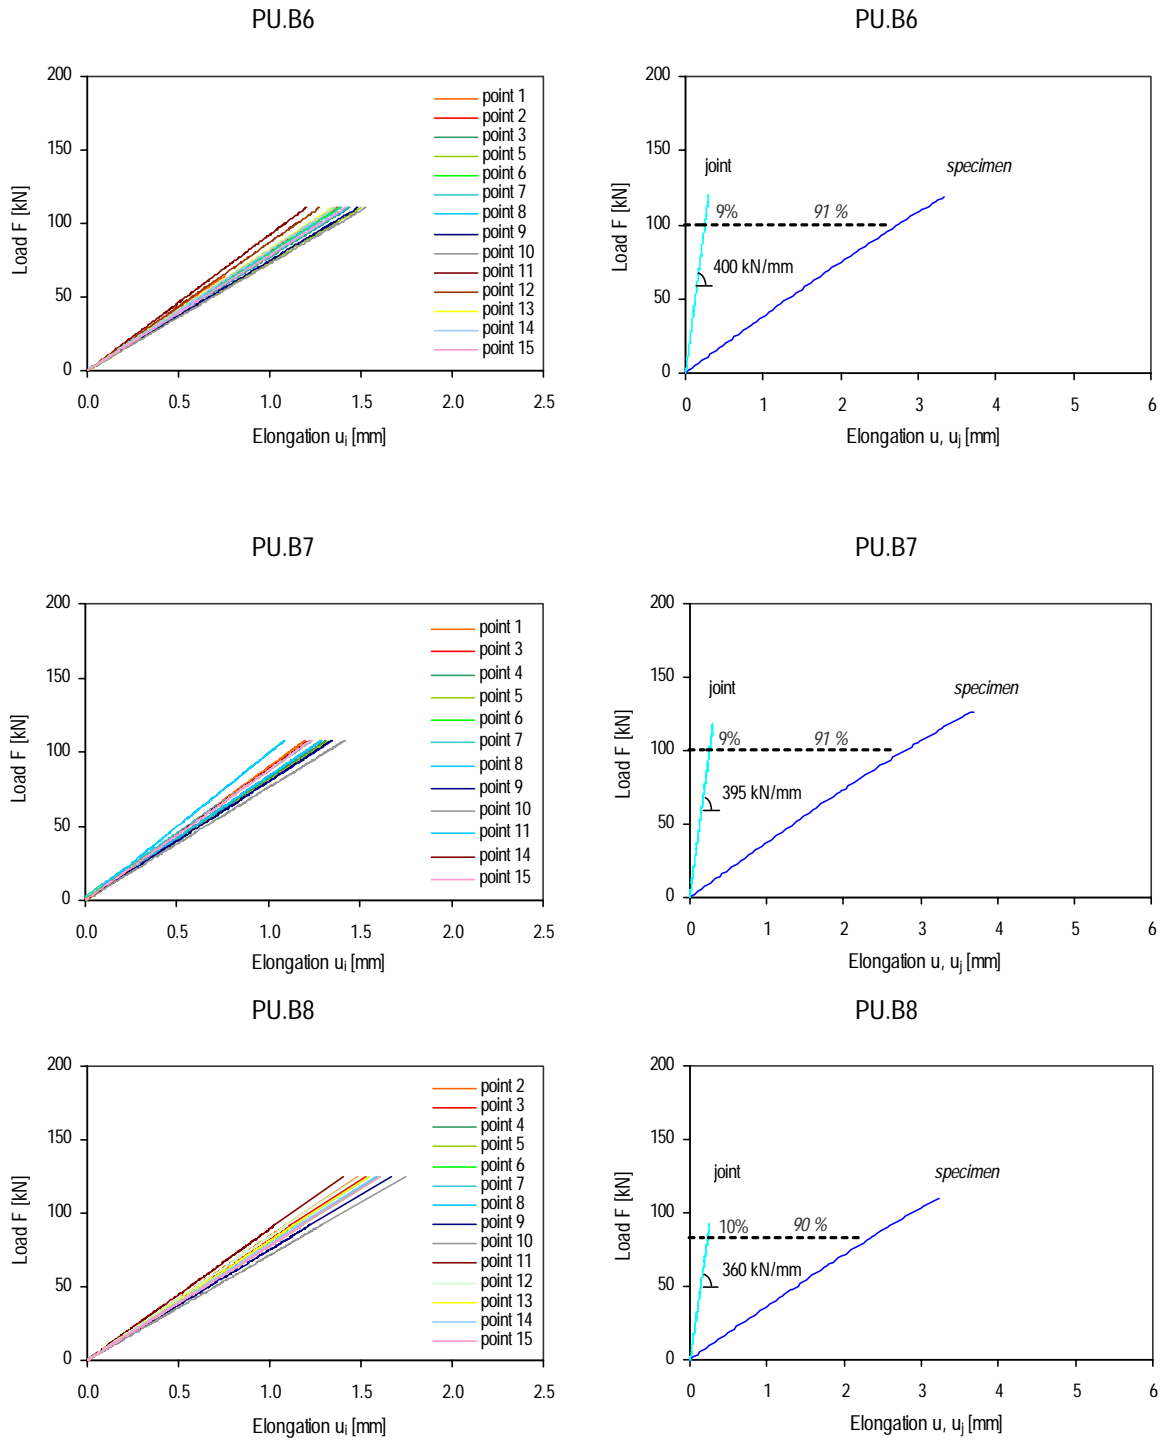 PU.B6
200
150
100
50
0
Load F [kN]
point 1
point 2
point 3
point 5
point 6
point 7
point 8
point 9
point 10
point 11
point 12
point 13
point 14
point 15
0.0 0.5 1.0 1.5 2.0 2.5
Elongation ui [mm]
PU.B6
200
150
100
50
0
Load F [kN]
joint
specimen
9% 91 %
400 kN/mm
0 1 2 3 4 5 6
Elongation u, uj [mm]
PU.B7
200
150
100
50
0
Load F [kN]
point 1
point 3
point 4
point 5
point 6
point 7
point 8
point 9
point 10
point 11
point 14
point 15
0.0 0.5 1.0 1.5 2.0 2.5
Elongation ui [mm]
PU.B7
200
150
100
50
0
Load F [kN]
joint
specimen
9% 91 %
395 kN/mm
0 1 2 3 4 5 6
Elongation u, uj [mm]
PU.B8
200
150
100
50
0
Load F [kN]
point 2
point 3
point 4
point 5
point 6
point 7
point 8
point 9
point 10
point 11
point 12
point 13
point 14
point 15
0.0 0.5 1.0 1.5 2.0 2.5
Elongation ui [mm]
PU.B8
200
150
100
50
0
Load F [kN]
joint
specimen
10% 90 %
360 kN/mm
0 1 2 3 4 5 6
Elongation u, uj [mm]